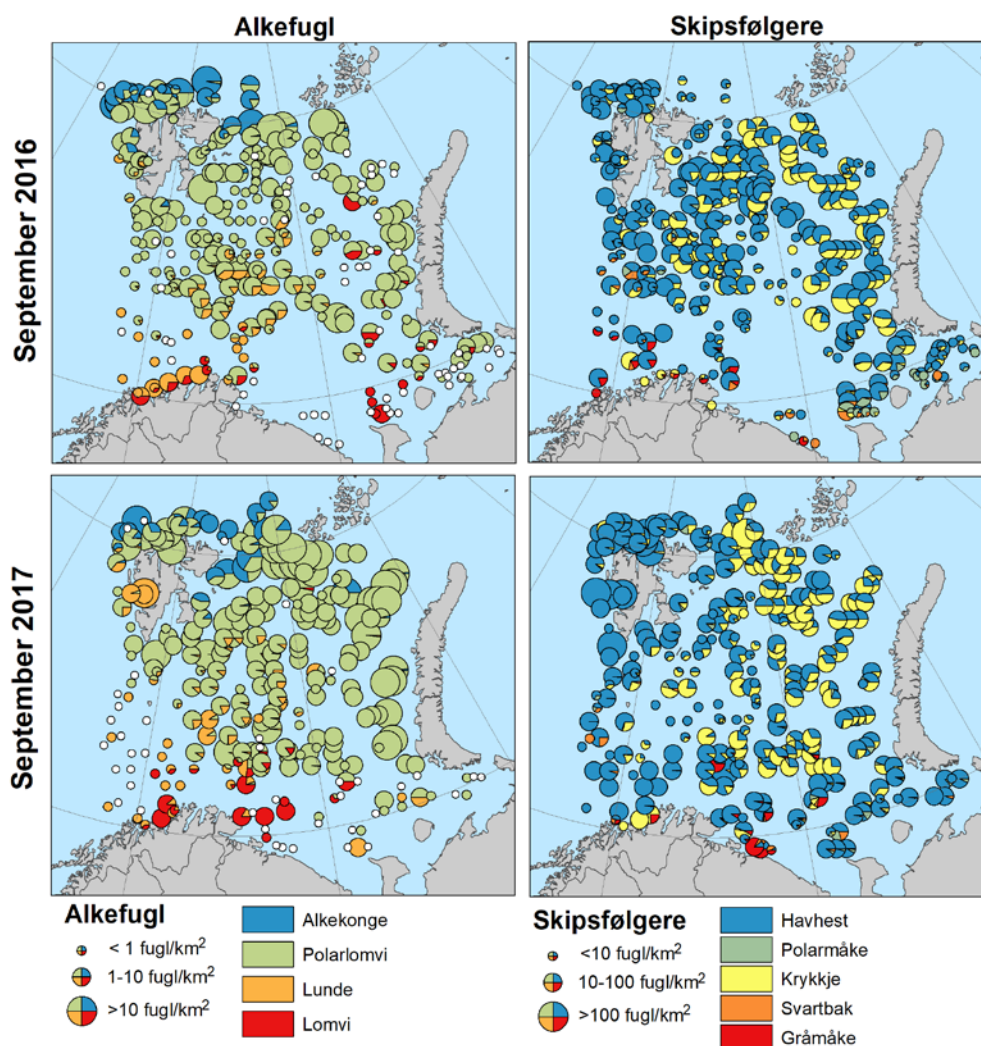 Alkefugl
Skipsfølgere
September 2016
September 2017
Alkefugl
< 1 fugl/km²
1-10 fugl/km²
>10 fugl/km²
Alkekonge
Polarlomvi
Lunde
Lomvi
Skipsfølgere
<10 fugl/km²
10-100 fugl/km²
>100 fugl/km²
Havhest
Polarmåke
Krykkje
Svartbak
Gråmåke